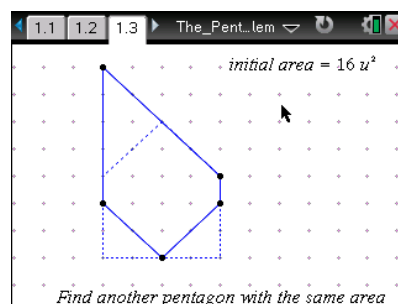 1.1 1.2 1.3 The_Pent…lem
initial area = 16 u²
Find another pentagon with the same area